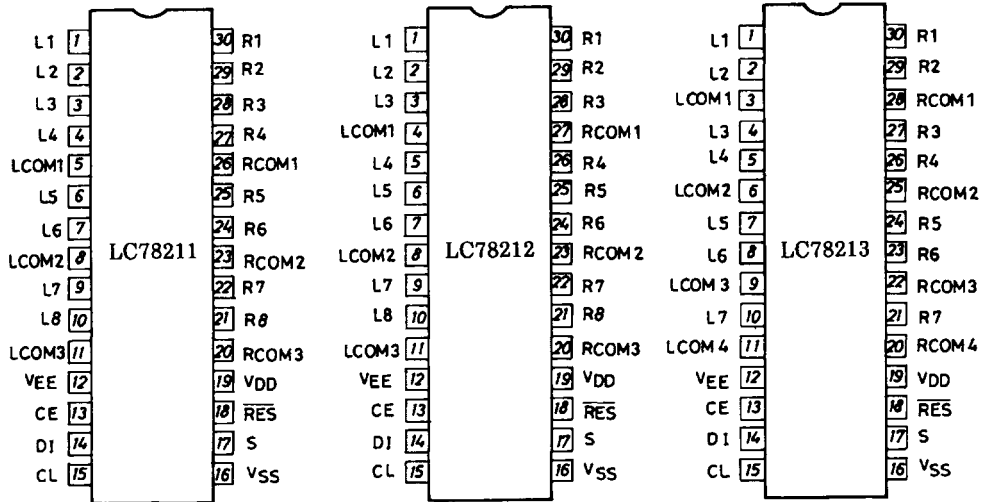 L1 1 30 R1
L2 2 29 R2
L3 3 28 R3
L4 4 27 R4
LCOM1 5 26 RCOM1
L5 6 25 R5
L6 7 24 R6
LCOM2 8 LC78211 23 RCOM2
L7 9 22 R7
L8 10 21 R8
LCOM3 11 20 RCOM3
VEE 12 19 VDD
CE 13 18 RES
DI 14 17 S
CL 15 16 VSS
L1 1 30 R1
L2 2 29 R2
L3 3 28 R3
LCOM1 4 27 RCOM1
L4 5 26 R4
L5 6 25 R5
L6 7 24 R6
LCOM2 8 LC78212 23 RCOM2
L7 9 22 R7
L8 10 21 R8
LCOM3 11 20 RCOM3
VEE 12 19 VDD
CE 13 18 RES
DI 14 17 S
CL 15 16 VSS
L1 1 30 R1
L2 2 29 R2
LCOM1 3 28 RCOM1
L3 4 27 R3
L4 5 26 R4
LCOM2 6 25 RCOM2
L5 7 24 R5
L6 8 LC78213 23 R6
LCOM3 9 22 RCOM3
L7 10 21 R7
LCOM4 11 20 RCOM4
VEE 12 19 VDD
CE 13 18 RES
DI 14 17 S
CL 15 16 VSS